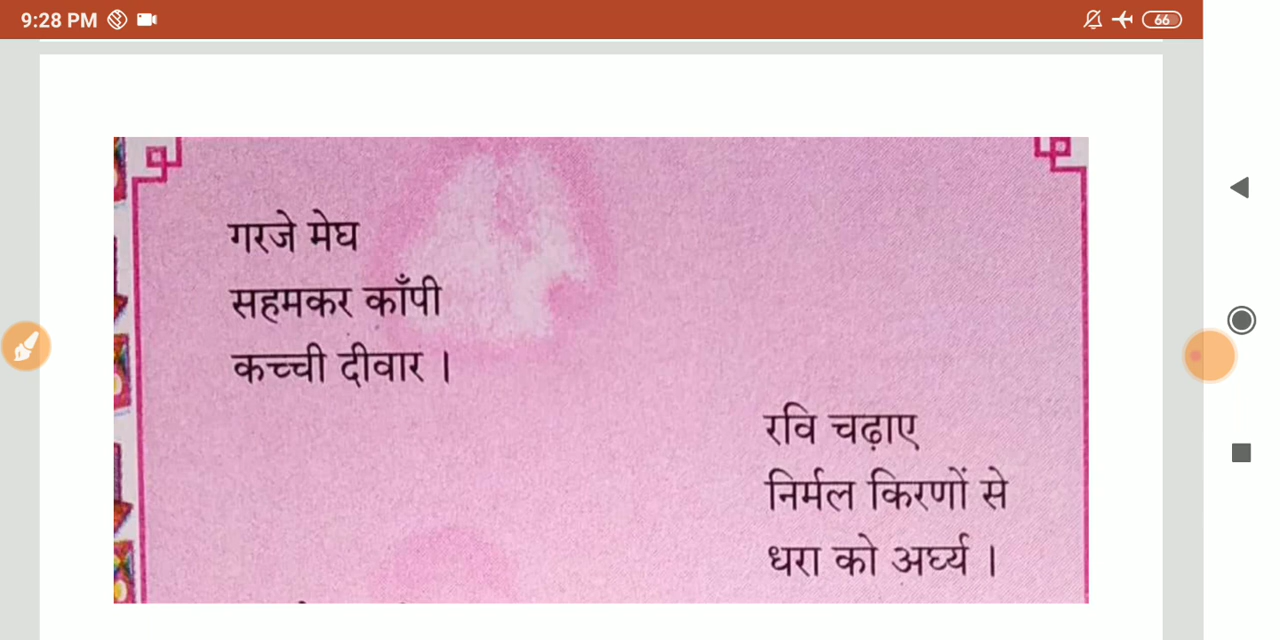 9:28 PM
66
गरजे मेघ
सहमकर काँपी
कच्ची दीवार ।
रवि चढ़ाए
निर्मल किरणों से
धरा को अर्घ्य ।